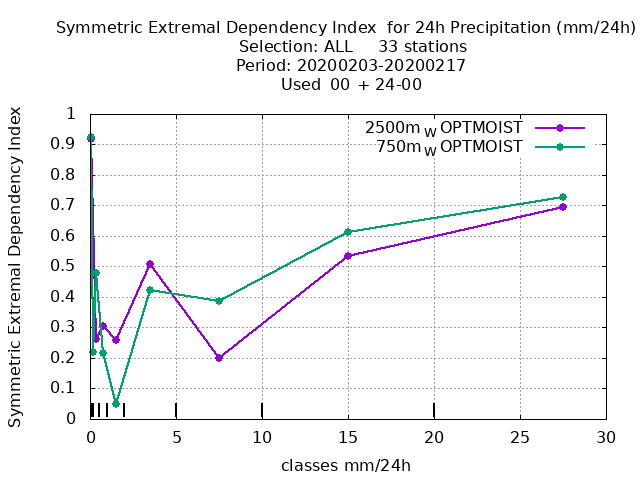 Symmetric Extremal Dependency Index  for 24h Precipitation (mm/24h)
Selection: ALL     33 stations
Period: 20200203-20200217
Used  00 + 24-00
Symmetric Extremal Dependency Index
1
0.9
0.8
0.7
0.6
0.5
0.4
0.3
0.2
0.1
0
2500m W OPTMOIST
750m W OPTMOIST
0 5 10 15 20 25 30
classes mm/24h